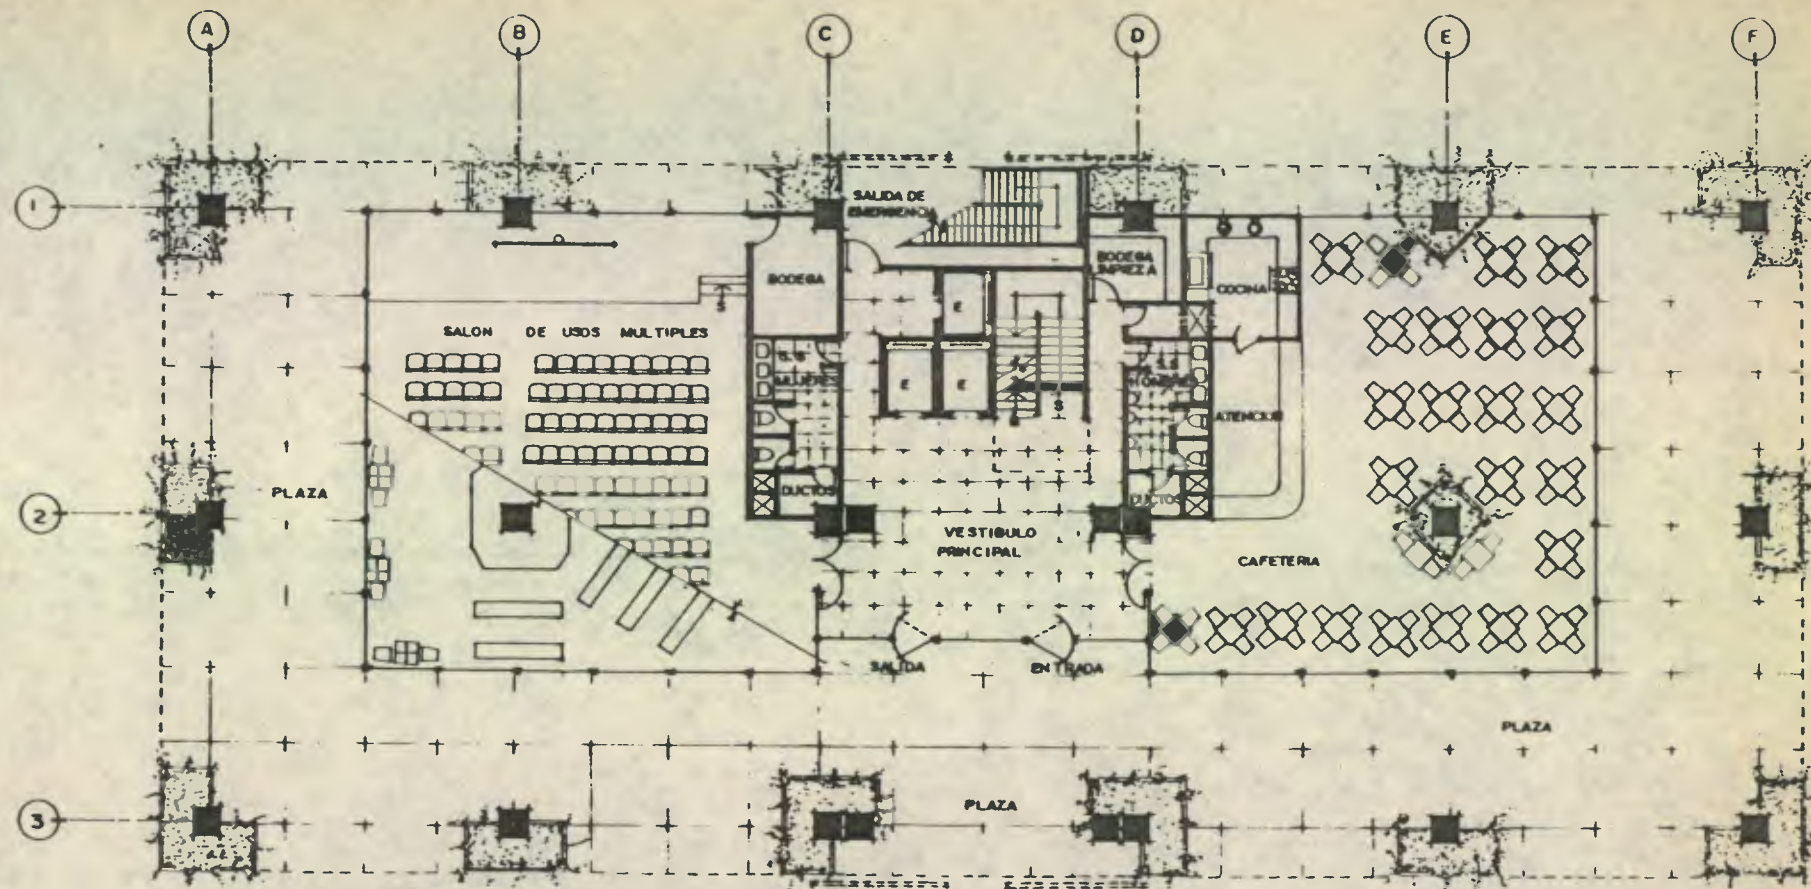 A B C D E F
1
SALIDA DE
EMERGENCIA
BODEGA
BODEGA
LIMPIEZA
COCINA
E
S
SALON DE USOS MULTIPLES
S.S
MUJERES
E E
S.S
HOMBRES
S
ATENCION
PLAZA
DUCTOS
DUCTOS
2
VESTIBULO
PRINCIPAL
CAFETERIA
SALIDA
ENTRADA
PLAZA
PLAZA
3